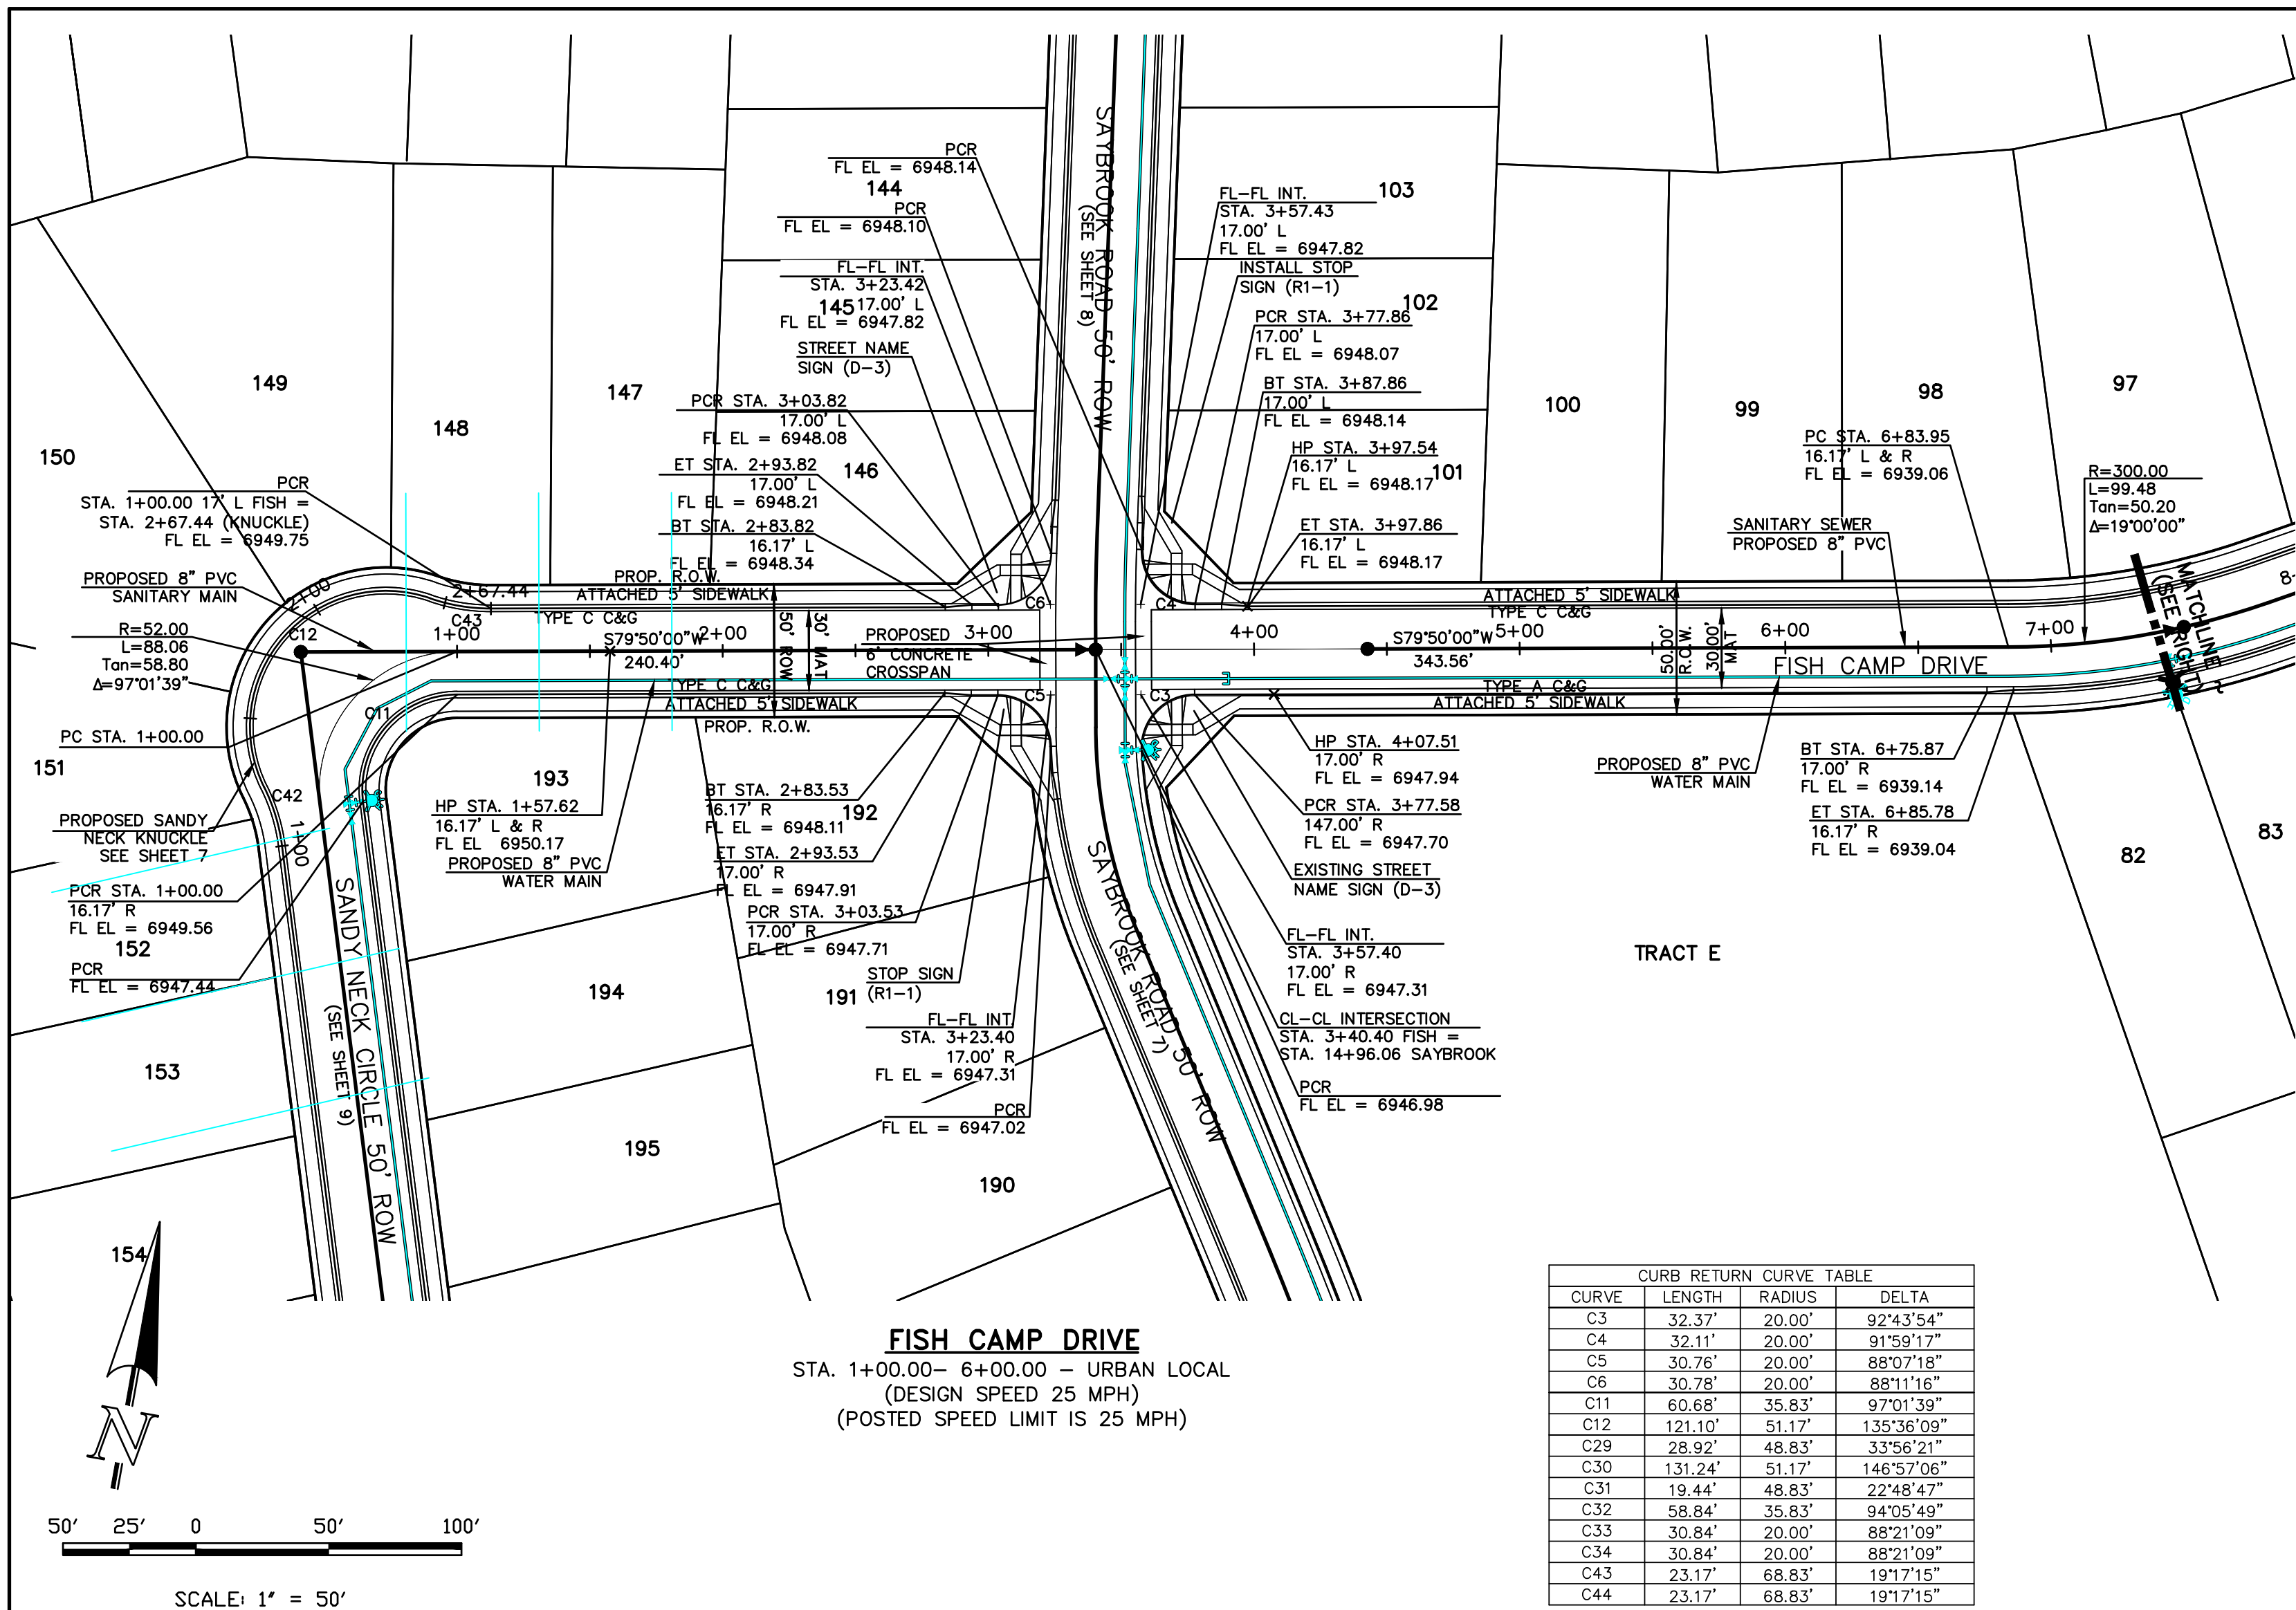 PCR
FL EL = 6948.14
144
PCR
FL EL = 6948.10
FL-FL INT.
STA. 3+23.42
17.00' L
FL EL = 6947.82
145
STREET NAME
SIGN (D-3)
PCR STA. 3+03.82
17.00' L
FL EL = 6948.08
ET STA. 2+93.82
17.00' L
FL EL = 6948.21
146
BT STA. 2+83.82
16.17' L
FL EL = 6948.34
SAYBROOK ROAD 50' ROW
(SEE SHEET 8)
FL-FL INT.
STA. 3+57.43
17.00' L
FL EL = 6947.82
103
INSTALL STOP
SIGN (R1-1)
102
PCR STA. 3+77.86
17.00' L
FL EL = 6948.07
BT STA. 3+87.86
17.00' L
FL EL = 6948.14
HP STA. 3+97.54
16.17' L
FL EL = 6948.17
101
ET STA. 3+97.86
16.17' L
FL EL = 6948.17
100
99
98
97
PC STA. 6+83.95
16.17' L & R
FL EL = 6939.06
SANITARY SEWER
PROPOSED 8" PVC
R=300.00
L=99.48
Tan=50.20
Δ=19°00'00"
MATCHLINE
(SEE RIGHT)
149
148
147
150
PCR
STA. 1+00.00 17' L FISH =
STA. 2+67.44 (KNUCKLE)
FL EL = 6949.75
PROPOSED 8" PVC
SANITARY MAIN
R=52.00
L=88.06
Tan=58.80
Δ=97°01'39"
PC STA. 1+00.00
151
PROPOSED SANDY
NECK KNUCKLE
SEE SHEET 7
PCR STA. 1+00.00
16.17' R
FL EL = 6949.56
152
PCR
FL EL = 6947.44
153
154
2+00
2+67.44
C43
C12
C11
C42
1+00
PROP. R.O.W.
ATTACHED 5' SIDEWALK
TYPE C C&G
1+00
S79°50'00"W
240.40'
2+00
50' ROW
30' MAT
PROPOSED
6' CONCRETE
CROSSPAN
3+00
C6
C4
C5
C3
TYPE C C&G
ATTACHED 5' SIDEWALK
PROP. R.O.W.
ATTACHED 5' SIDEWALK
TYPE C C&G
4+00
S79°50'00"W
343.56'
5+00
50.00'
R.O.W.
30.00'
MAT
6+00
7+00
8-
FISH CAMP DRIVE
TYPE A C&G
ATTACHED 5' SIDEWALK
193
HP STA. 1+57.62
16.17' L & R
FL EL 6950.17
PROPOSED 8" PVC
WATER MAIN
BT STA. 2+83.53
16.17' R
FL EL = 6948.11
192
ET STA. 2+93.53
17.00' R
FL EL = 6947.91
PCR STA. 3+03.53
17.00' R
FL EL = 6947.71
STOP SIGN
(R1-1)
191
FL-FL INT
STA. 3+23.40
17.00' R
FL EL = 6947.31
PCR
FL EL = 6947.02
194
195
190
SANDY NECK CIRCLE 50' ROW
(SEE SHEET 9)
SAYBROOK ROAD 50' ROW
(SEE SHEET 7)
HP STA. 4+07.51
17.00' R
FL EL = 6947.94
PCR STA. 3+77.58
147.00' R
FL EL = 6947.70
EXISTING STREET
NAME SIGN (D-3)
FL-FL INT.
STA. 3+57.40
17.00' R
FL EL = 6947.31
CL-CL INTERSECTION
STA. 3+40.40 FISH =
STA. 14+96.06 SAYBROOK
PCR
FL EL = 6946.98
PROPOSED 8" PVC
WATER MAIN
BT STA. 6+75.87
17.00' R
FL EL = 6939.14
ET STA. 6+85.78
16.17' R
FL EL = 6939.04
TRACT E
82
83
N
50' 25' 0 50' 100'
SCALE: 1" = 50'
FISH CAMP DRIVE
STA. 1+00.00- 6+00.00 - URBAN LOCAL
(DESIGN SPEED 25 MPH)
(POSTED SPEED LIMIT IS 25 MPH)
CURB RETURN CURVE TABLE
CURVE LENGTH RADIUS DELTA
C3 32.37' 20.00' 92°43'54"
C4 32.11' 20.00' 91°59'17"
C5 30.76' 20.00' 88°07'18"
C6 30.78' 20.00' 88°11'16"
C11 60.68' 35.83' 97°01'39"
C12 121.10' 51.17' 135°36'09"
C29 28.92' 48.83' 33°56'21"
C30 131.24' 51.17' 146°57'06"
C31 19.44' 48.83' 22°48'47"
C32 58.84' 35.83' 94°05'49"
C33 30.84' 20.00' 88°21'09"
C34 30.84' 20.00' 88°21'09"
C43 23.17' 68.83' 19°17'15"
C44 23.17' 68.83' 19°17'15"